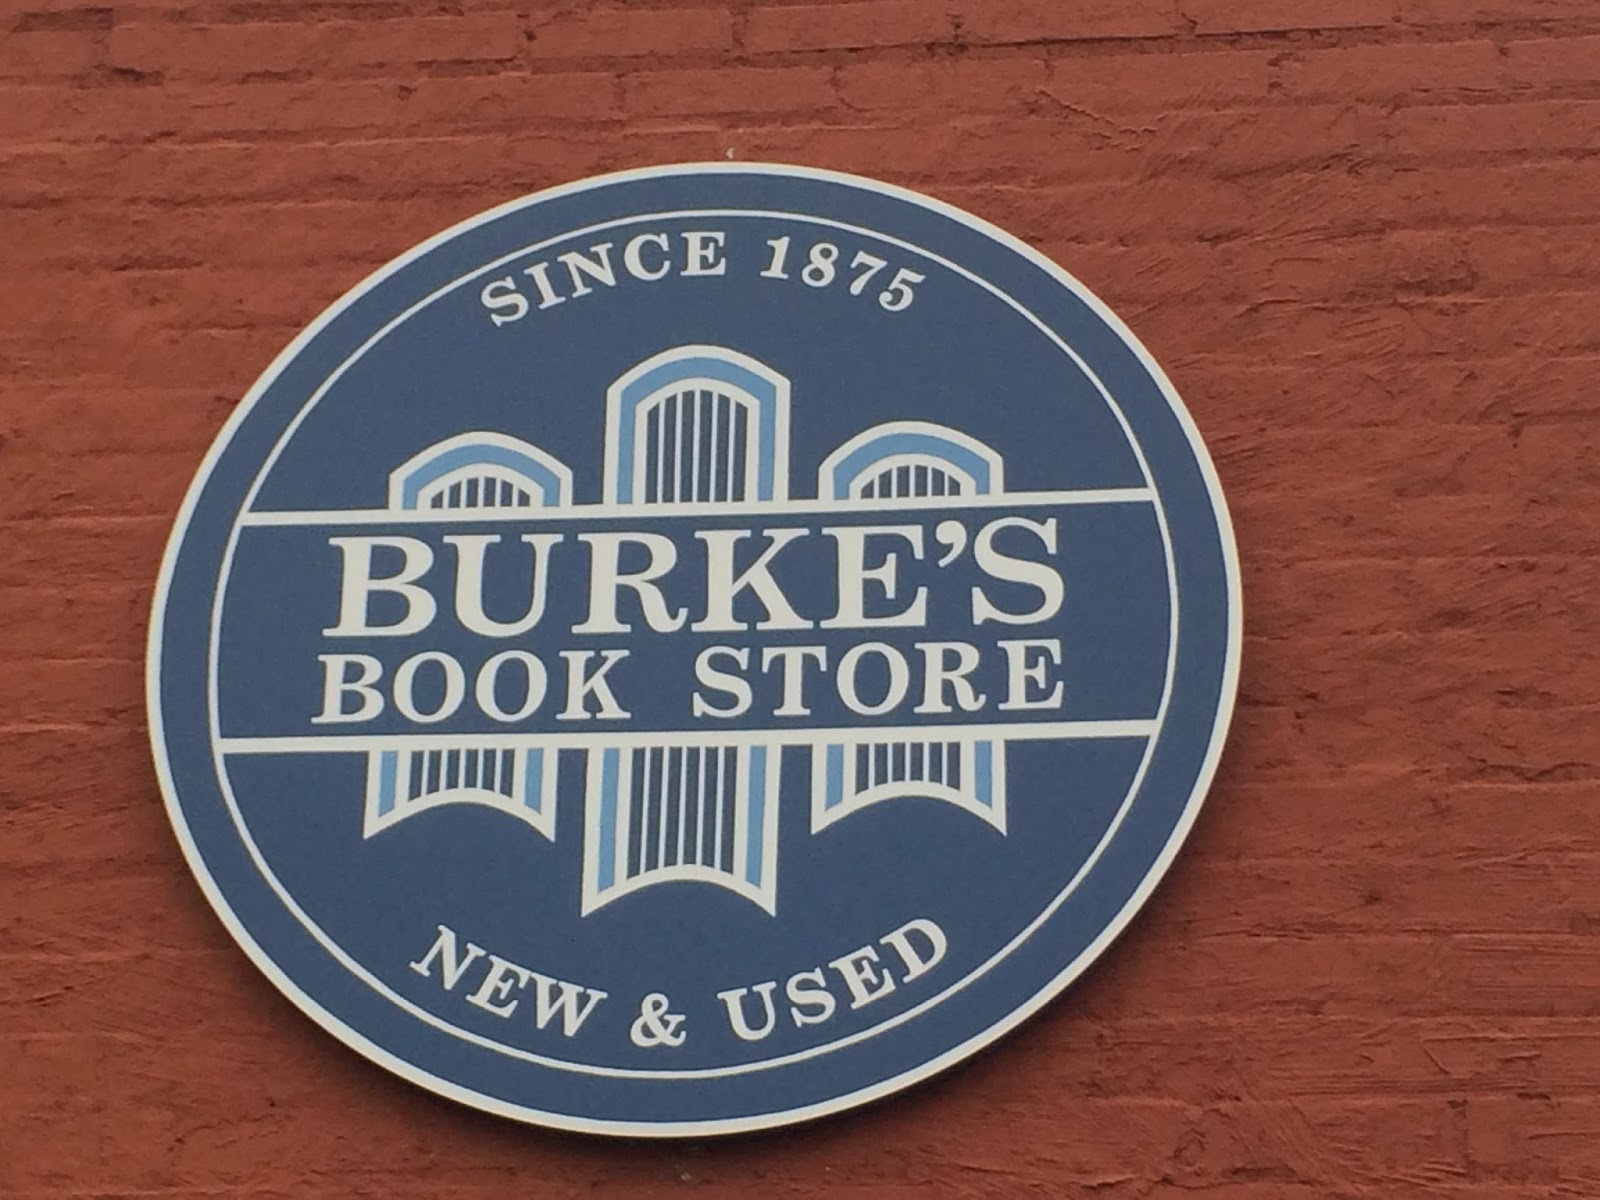 SINCE 1875
BURKE'S
BOOK STORE
NEW & USED